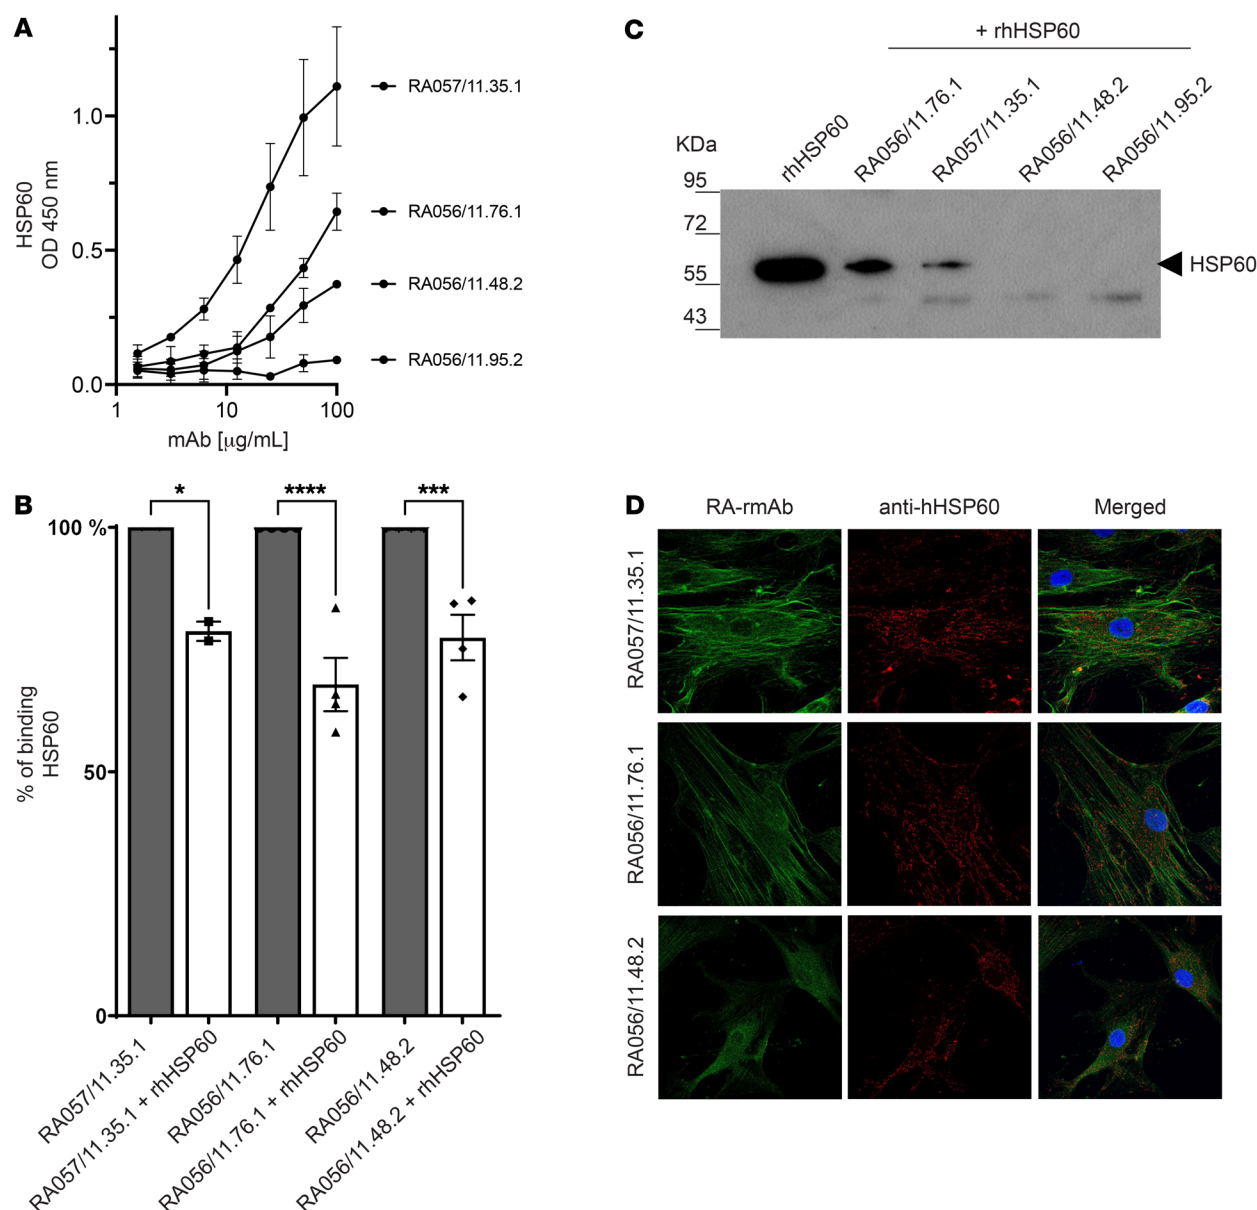 A
HSP60
OD 450 nm
1.0
0.5
0.0
1
10
100
mAb [µg/mL]
RA057/11.35.1
RA056/11.76.1
RA056/11.48.2
RA056/11.95.2
B
% of binding
HSP60
100 %
50
0
*
****
***
RA057/11.35.1
RA057/11.35.1 + rhHSP60
RA056/11.76.1
RA056/11.76.1 + rhHSP60
RA056/11.48.2
RA056/11.48.2 + rhHSP60
C
+ rhHSP60
KDa
rhHSP60
RA056/11.76.1
RA057/11.35.1
RA056/11.48.2
RA056/11.95.2
95
72
55
43
HSP60
D
RA-rmAb
anti-hHSP60
Merged
RA057/11.35.1
RA056/11.76.1
RA056/11.48.2